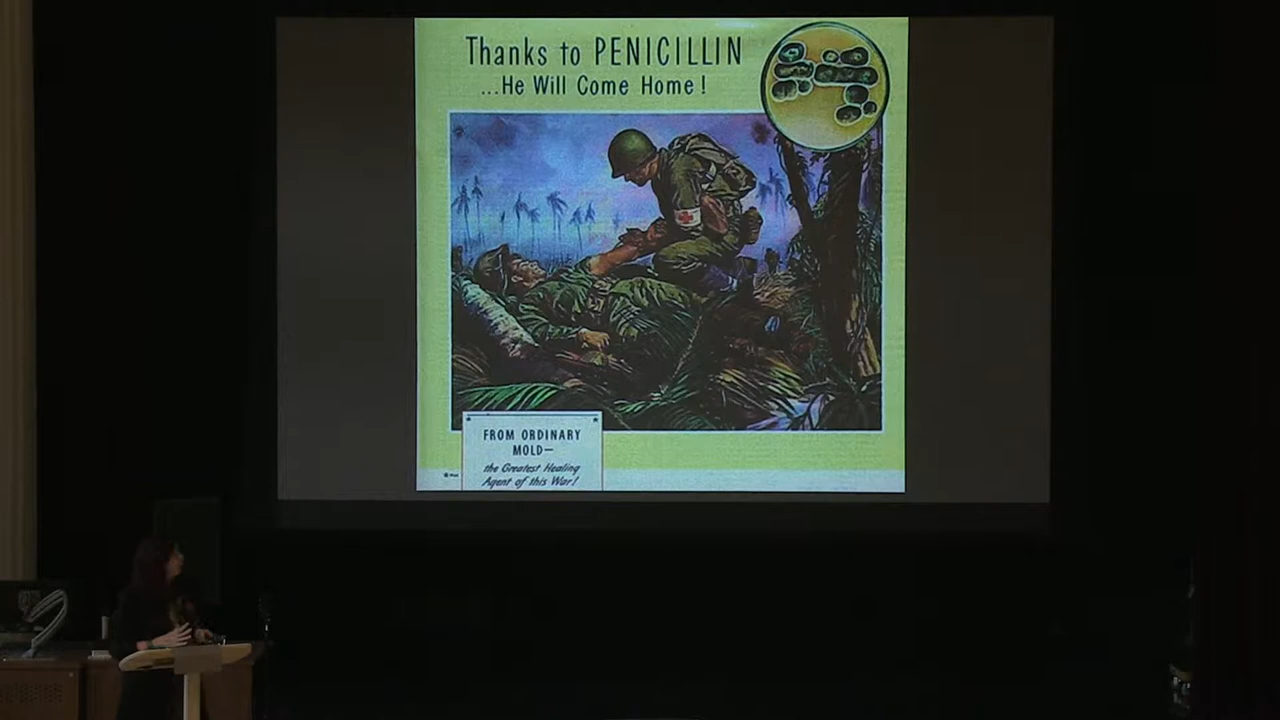 Thanks to PENICILLIN
...He Will Come Home!
FROM ORDINARY
MOLD—
the Greatest Healing
Agent of this War!